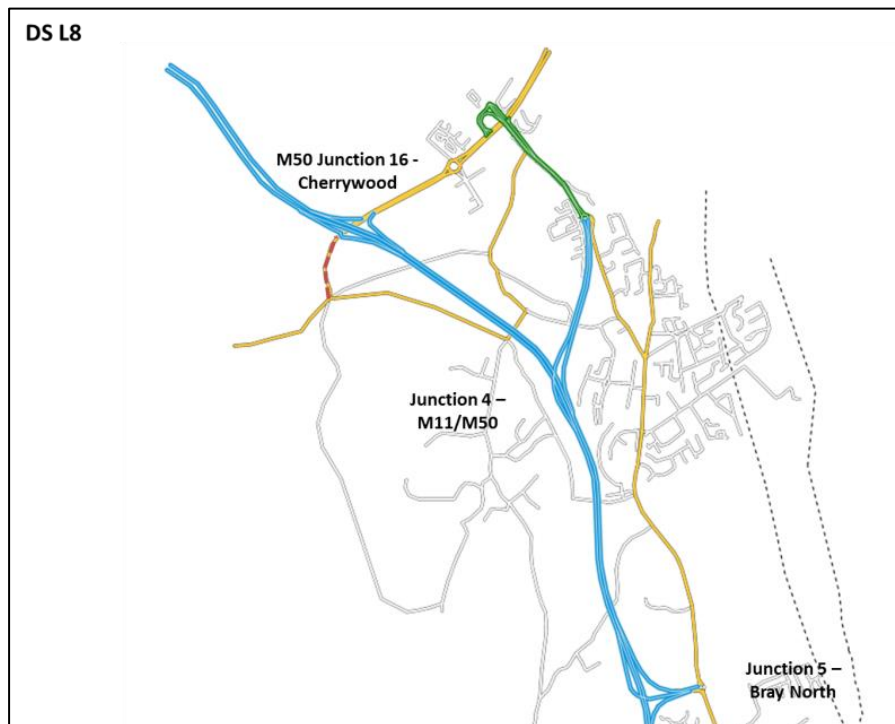 DS L8
M50 Junction 16 -
Cherrywood
Junction 4 –
M11/M50
Junction 5 –
Bray North